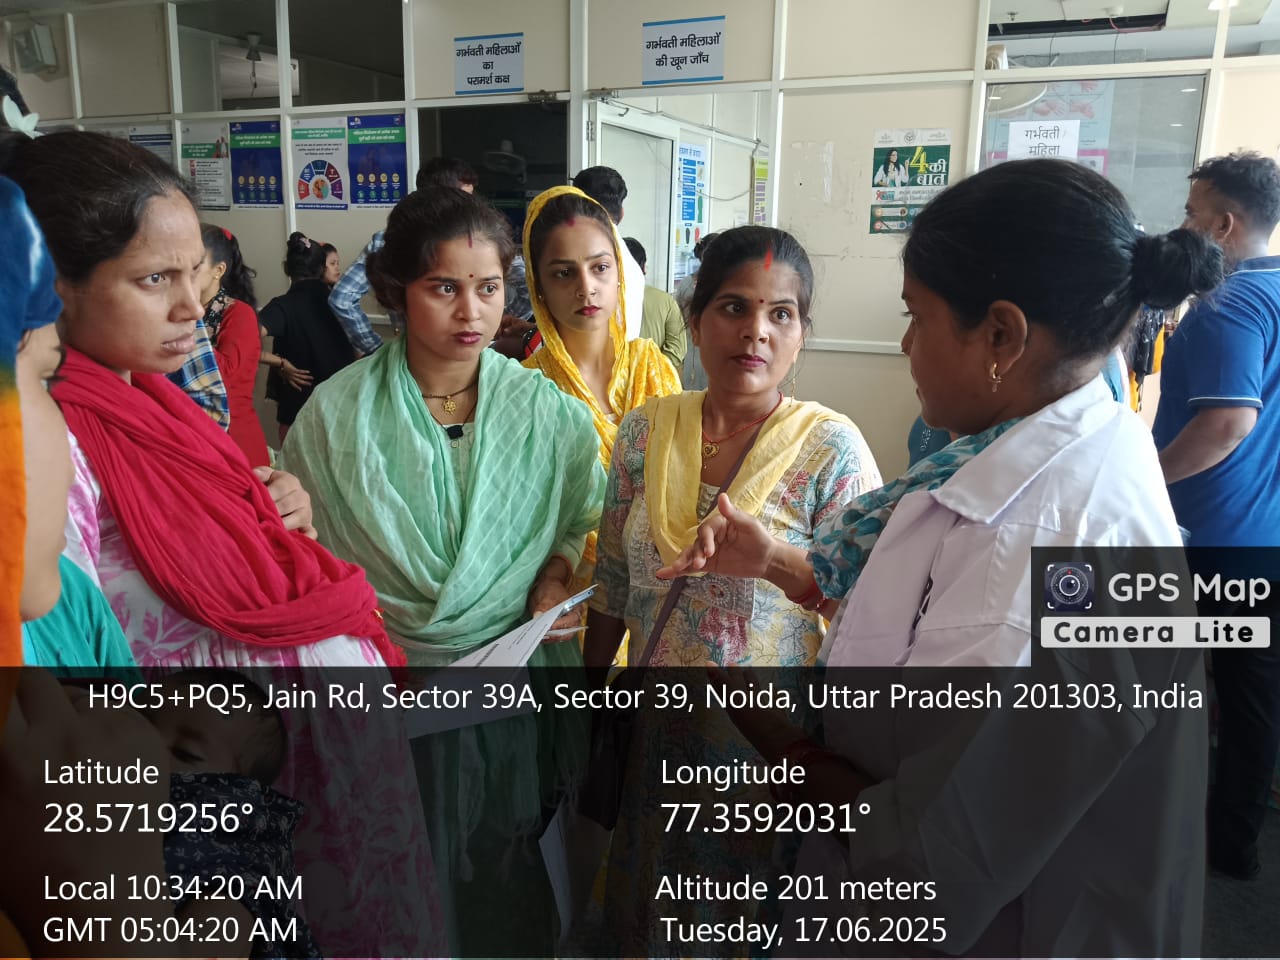 गर्भवती महिलाओं
का
परामर्श कक्ष
गर्भवती महिलाओं
की खून जाँच
गर्भवती
महिला
4 की
बात
GPS Map
Camera Lite
H9C5+PQ5, Jain Rd, Sector 39A, Sector 39, Noida, Uttar Pradesh 201303, India
Latitude
28.5719256°
Longitude
77.3592031°
Local 10:34:20 AM
GMT 05:04:20 AM
Altitude 201 meters
Tuesday, 17.06.2025